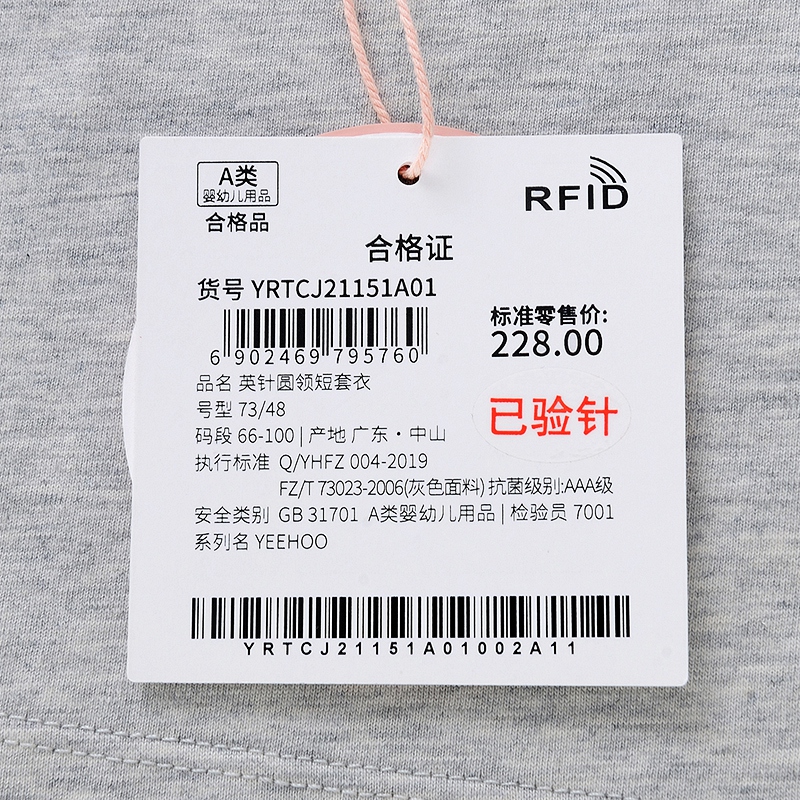 A类
婴幼儿用品
合格品
RFID
合格证
货号 YRTCJ21151A01
6 902469 795760
标准零售价:
228.00
品名 英针圆领短套衣
号型 73/48
码段 66-100 | 产地 广东·中山
已验针
执行标准 Q/YHFZ 004-2019
FZ/T 73023-2006(灰色面料) 抗菌级别:AAA级
安全类别 GB 31701 A类婴幼儿用品 | 检验员 7001
系列名 YEEHOO
YRTCJ21151A01002A11